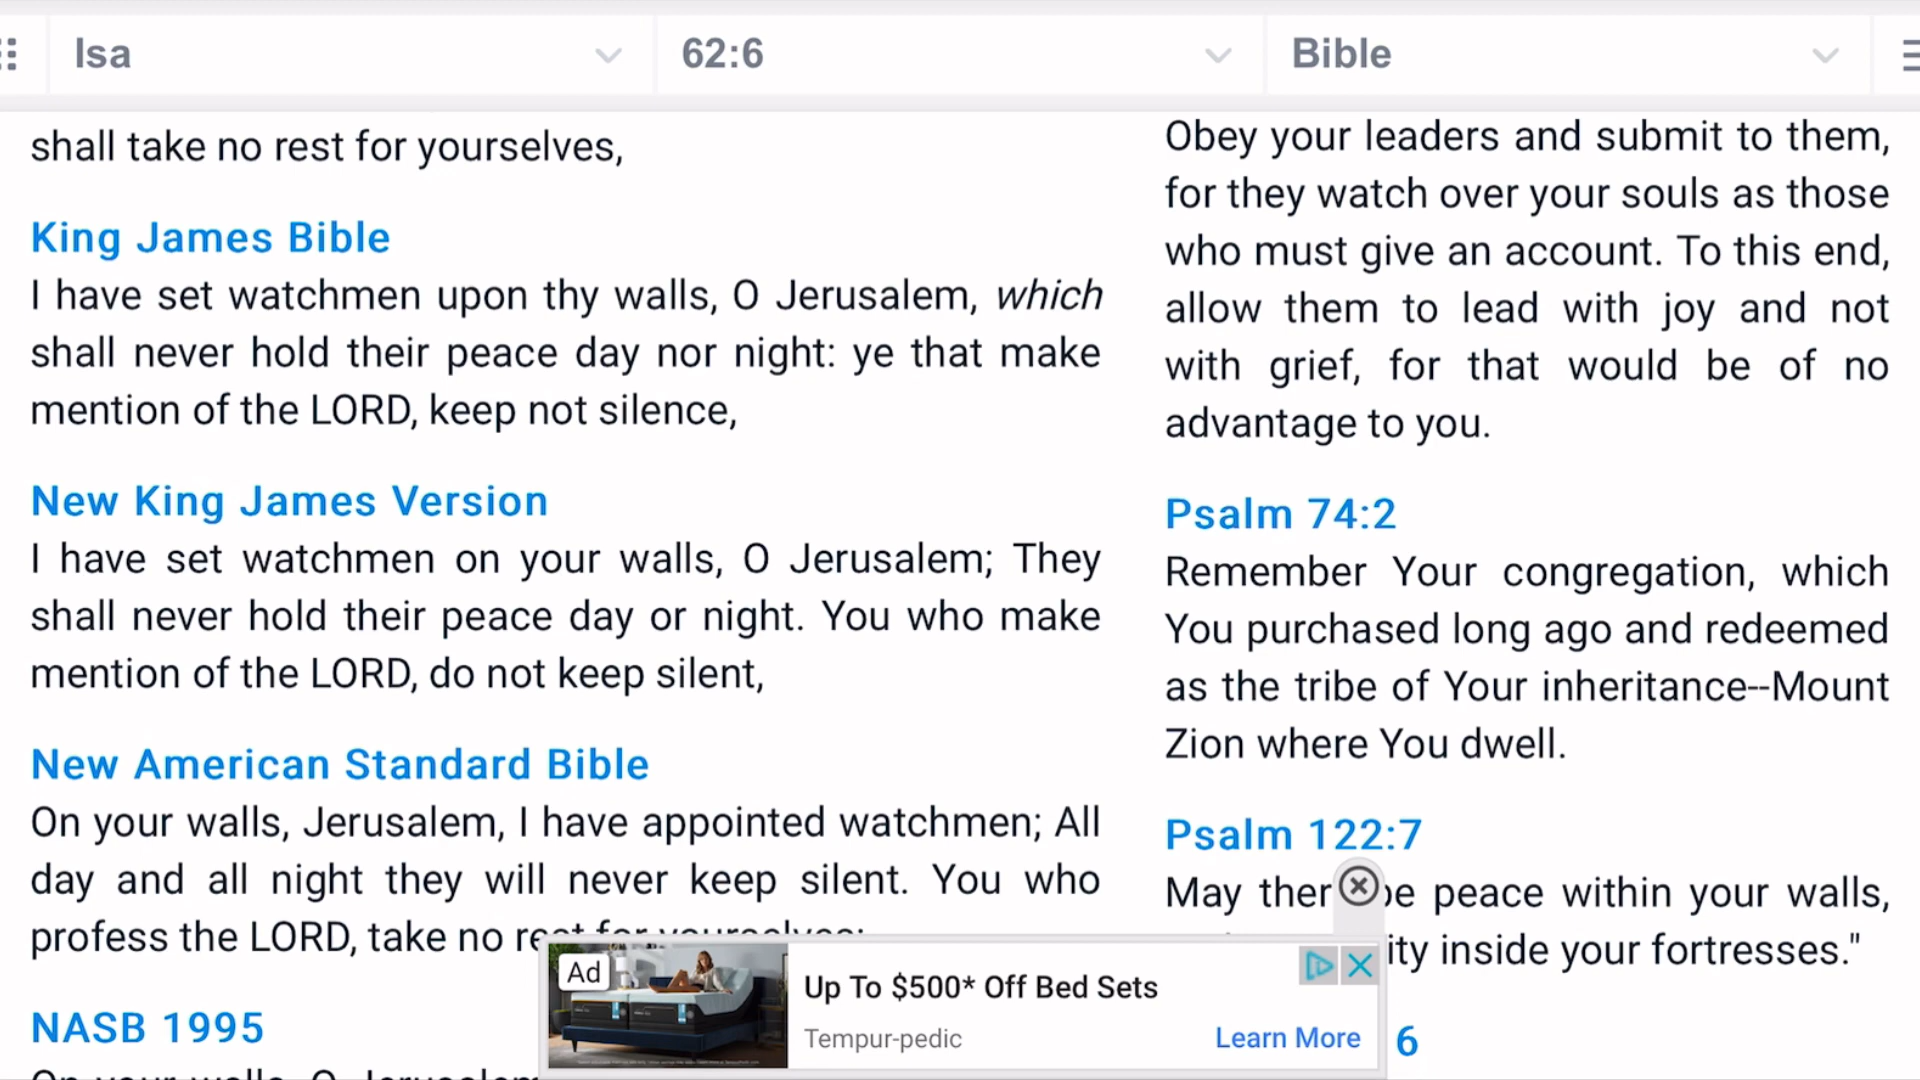 Isa
62:6
Bible
shall take no rest for yourselves,
King James Bible
I have set watchmen upon thy walls, O Jerusalem, which
shall never hold their peace day nor night: ye that make
mention of the LORD, keep not silence,
New King James Version
I have set watchmen on your walls, O Jerusalem; They
shall never hold their peace day or night. You who make
mention of the LORD, do not keep silent,
New American Standard Bible
On your walls, Jerusalem, I have appointed watchmen; All
day and all night they will never keep silent. You who
profess the LORD, take no rest for yourselves;
NASB 1995
On your walls, O Jerusalem
Obey your leaders and submit to them,
for they watch over your souls as those
who must give an account. To this end,
allow them to lead with joy and not
with grief, for that would be of no
advantage to you.
Psalm 74:2
Remember Your congregation, which
You purchased long ago and redeemed
as the tribe of Your inheritance--Mount
Zion where You dwell.
Psalm 122:7
May there be peace within your walls,
ity inside your fortresses."
6
Ad
Up To $500* Off Bed Sets
Tempur-pedic
Learn More